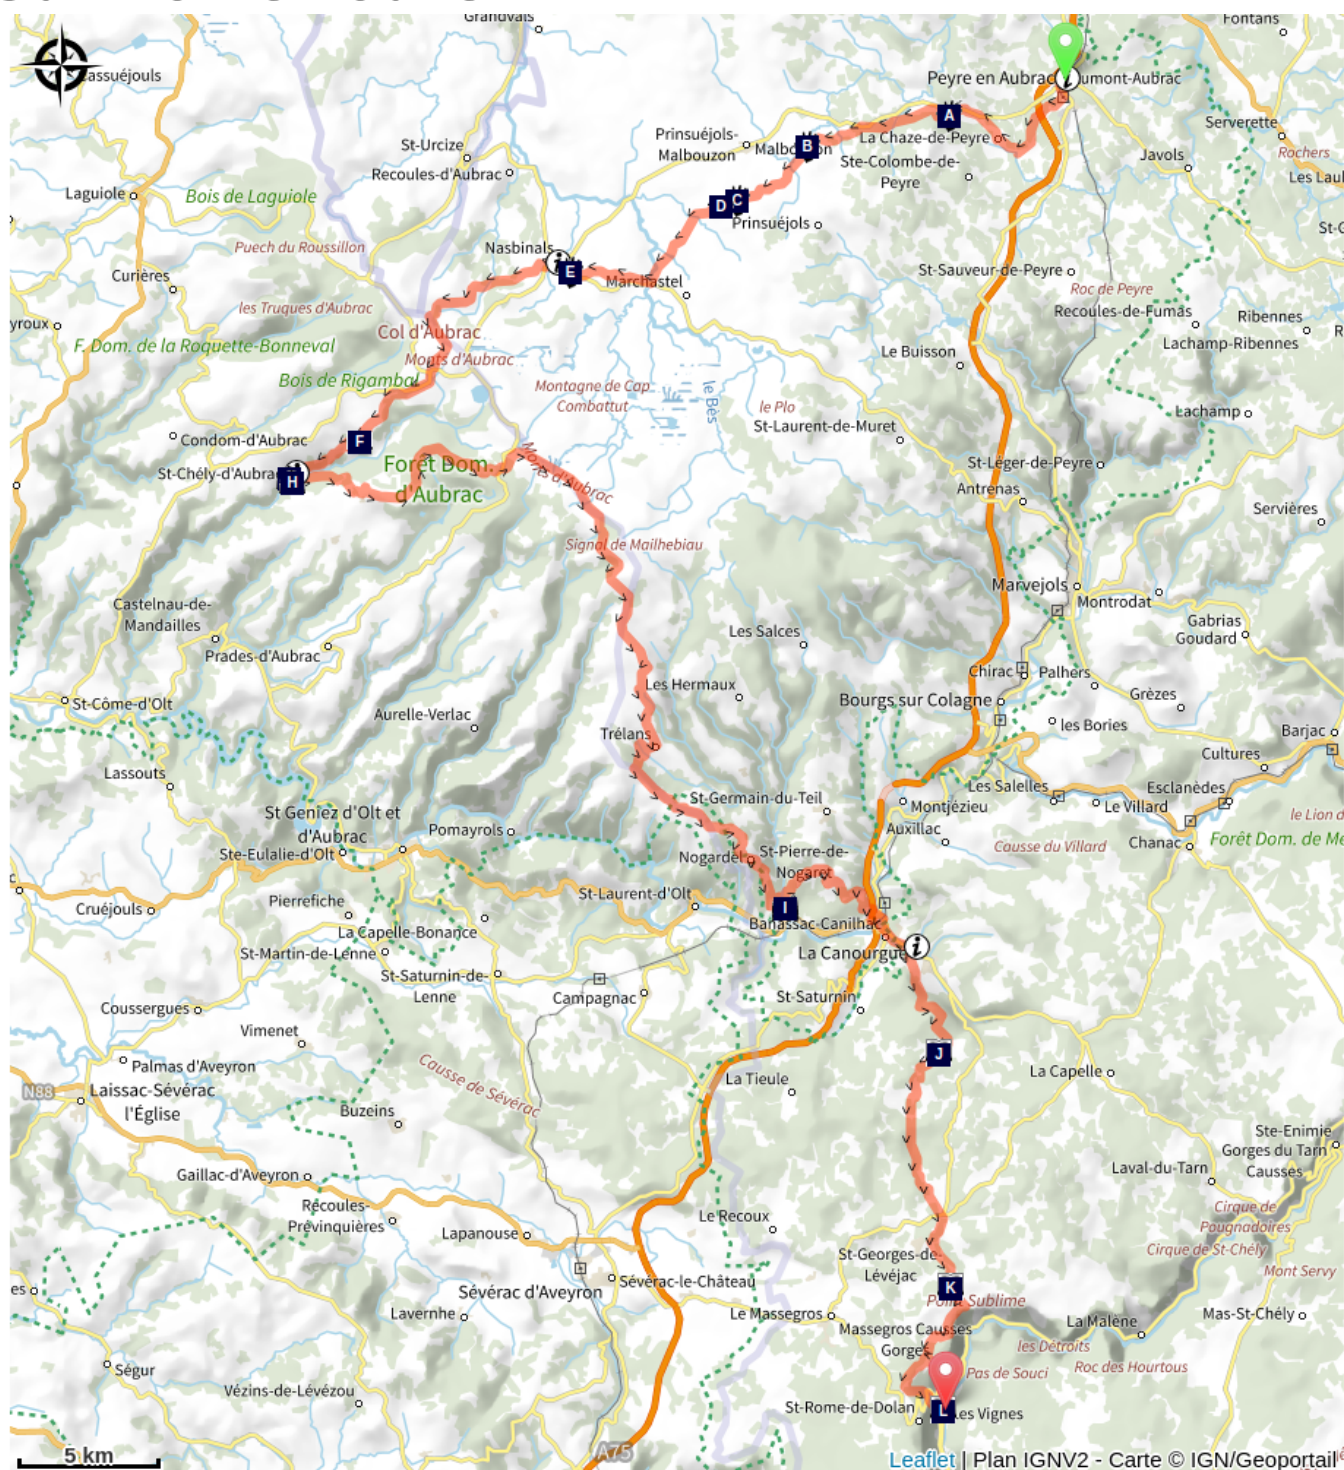 Grandvals
Fontans
Cassuéjouls
Peyre en Aubrac
Aumont-Aubrac
A
La Chaze-de-Peyre
Serverette
Prinsuéjols-
Malbouzon
B
Ste-Colombe-de-
Peyre
Javols
Rochers
St-Urcize
Recoules-d'Aubrac
Laguiole
Bois de Laguiole
D
C
Prinsuéjols
Puech du Roussillon
Nasbinals
E
Marchastel
St-Sauveur-de-Peyre
Roc de Peyre
Curières
les Truques d'Aubrac
Recoules-de-Fumas
Ribennes
Lachamp-Ribennes
Col d'Aubrac
Monts d'Aubrac
F. Dom. de la Roquette-Bonneval
Le Buisson
Bois de Rigambal
Montagne de Cap
Combattut
le Bès
le Plo
St-Laurent-de-Muret
Lachamp
Condom-d'Aubrac
F
St-Chély-d'Aubrac
H
Forêt Dom.
d'Aubrac
Monts d'Aubrac
St-Léger-de-Peyre
Antrenas
Servières
Signal de Mailhebiau
Marvejols
Montrodat
Castelnau-de-
Mandailles
Gabrias
Goudard
Les Salces
Prades-d'Aubrac
Chirac
Palhers
Les Hermaux
Grèzes
Bourgs sur Colagne
St-Côme-d'Olt
Aurelle-Verlac
les Bories
Trélans
Barjac
Cultures
Lassouts
Les Salelles
Esclanèdes
St-Germain-du-Teil
Montjézieu
Le Villard
St Geniez d'Olt et
d'Aubrac
Pomayrols
Auxillac
Causse du Villard
Chanac
Ste-Eulalie-d'Olt
Nogardel
St-Pierre-de-
Nogaret
St-Laurent-d'Olt
Pierrefiche
Cruéjouls
I
Banassac-Canilhac
La Capelle-Bonance
St-Martin-de-Lenne
La Canourgue
St-Saturnin-de-
Lenne
Campagnac
St-Saturnin
Coussergues
Vimenet
J
Palmas d'Aveyron
Causse de Sévérac
La Tieule
La Capelle
N88
Laissac-Sévérac
l'Église
Buzeins
Ste-Enimie
Gorges du Tarn
Causses
Gaillac-d'Aveyron
Laval-du-Tarn
Recoules-
Prévinquières
Le Recoux
Cirque de
Pougnadoires
Lapanouse
Cirque de St-Chély
St-Georges-de-
Lévéjac
Mont Servy
Sévérac-le-Château
K
Sévérac d'Aveyron
Point Sublime
Lavernhe
Le Massegros
La Malène
Mas-St-Chély
Massegros Causses
Gorges
les Détroits
Roc des Hourtous
Pas de Souci
Ségur
Vézins-de-Lévézou
St-Rome-de-Dolan
L
Les Vignes
5 km
A75
Leaflet | Plan IGNV2 - Carte © IGN/Geoportail